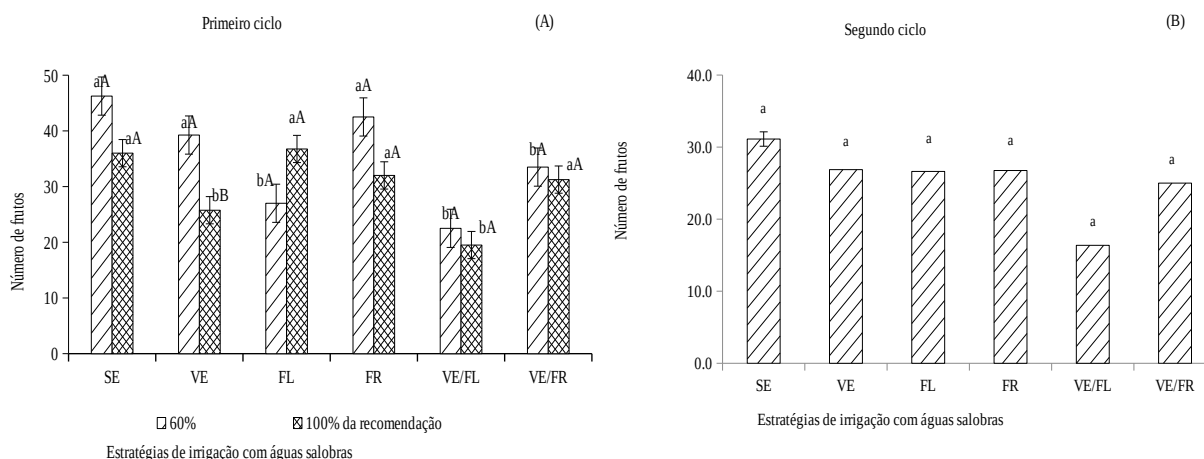 Primeiro ciclo
(A)
Número de frutos
50
40
30
20
10
0
aA
aA
aA
bB
bA
aA
aA
aA
bA
bA
bA
aA
SE
VE
FL
FR
VE/FL
VE/FR
60%
100% da recomendação
Estratégias de irrigação com águas salobras
Segundo ciclo
(B)
Número de frutos
40.0
30.0
20.0
10.0
0.0
a
a
a
a
a
a
SE
VE
FL
FR
VE/FL
VE/FR
Estratégias de irrigação com águas salobras